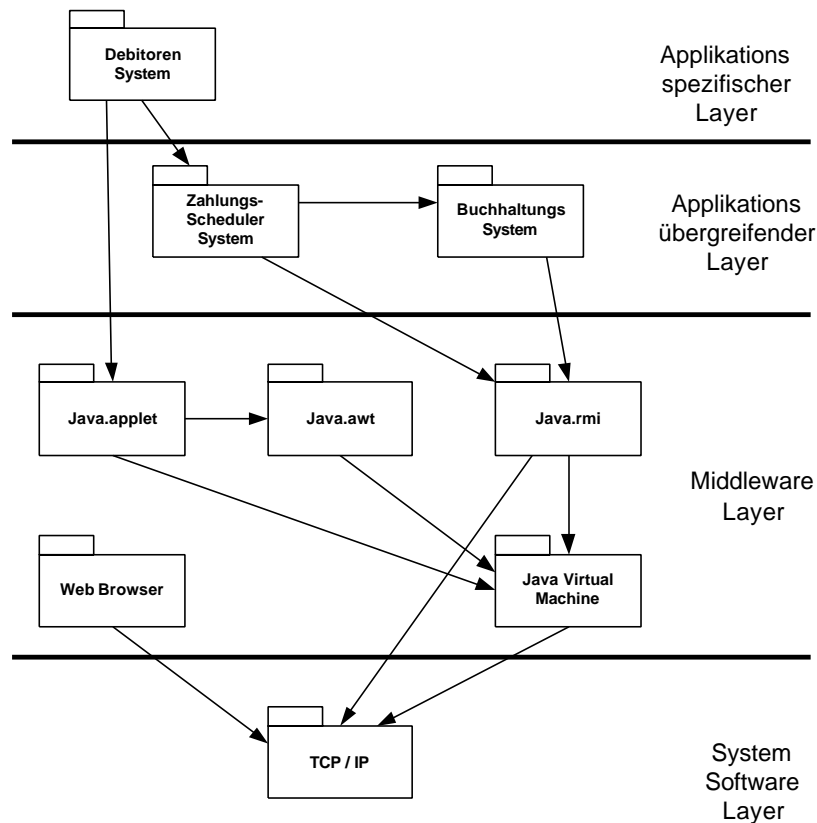 Debitoren
System
Applikations
spezifischer
Layer
Zahlungs-
Scheduler
System
Buchhaltungs
System
Applikations
übergreifender
Layer
Java.applet
Java.awt
Java.rmi
Middleware
Layer
Web Browser
Java Virtual
Machine
TCP / IP
System
Software
Layer